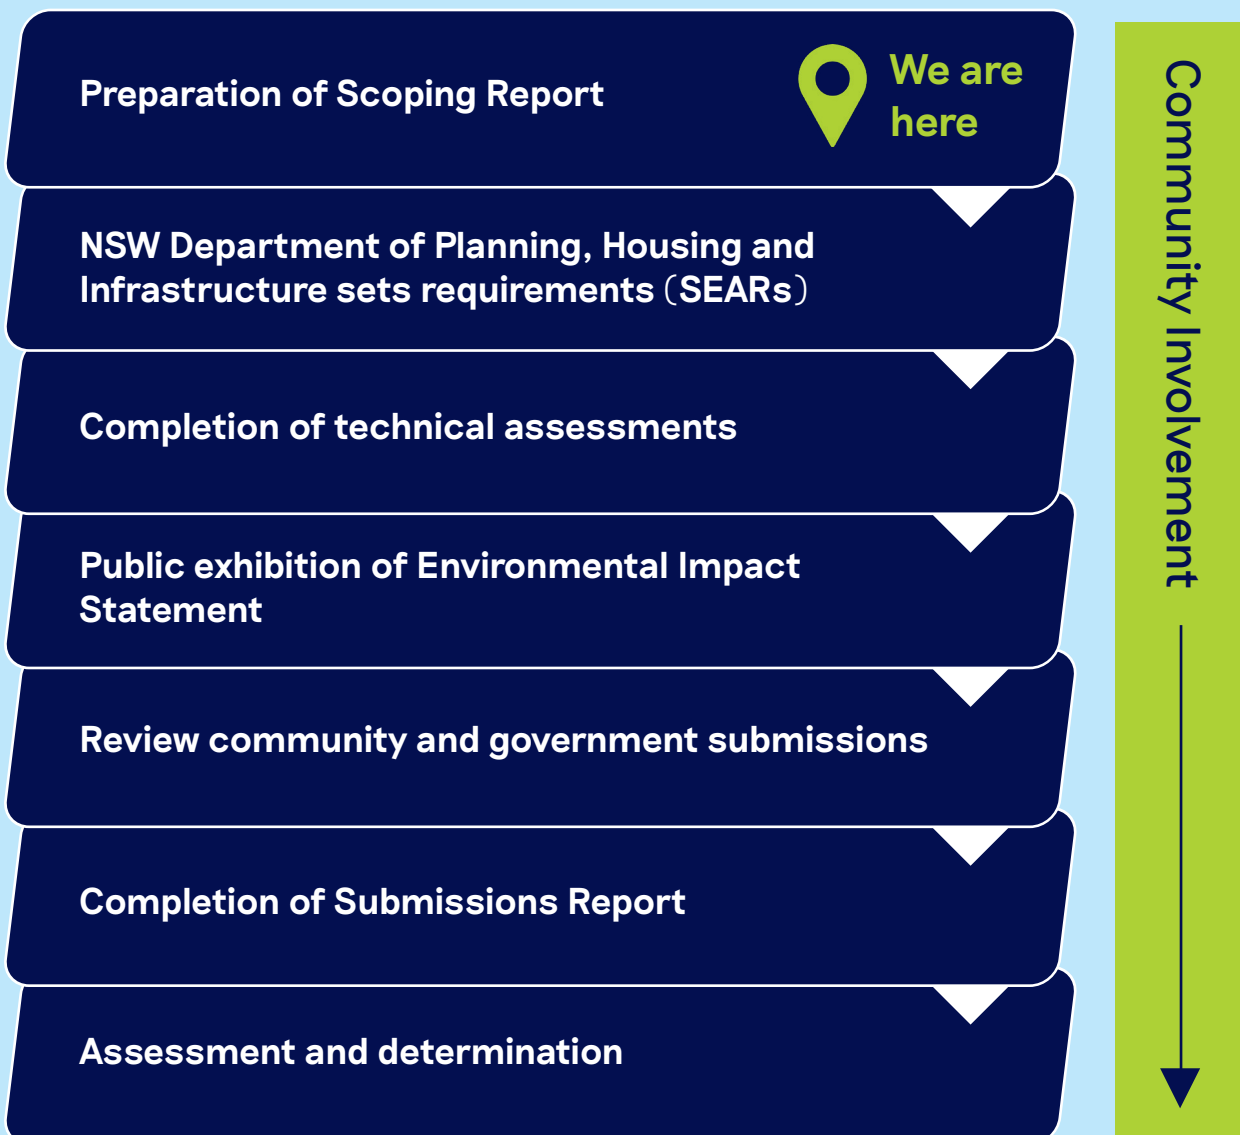 Preparation of Scoping Report
We are
here
NSW Department of Planning, Housing and
Infrastructure sets requirements (SEARs)
Completion of technical assessments
Public exhibition of Environmental Impact
Statement
Review community and government submissions
Completion of Submissions Report
Assessment and determination
Community Involvement